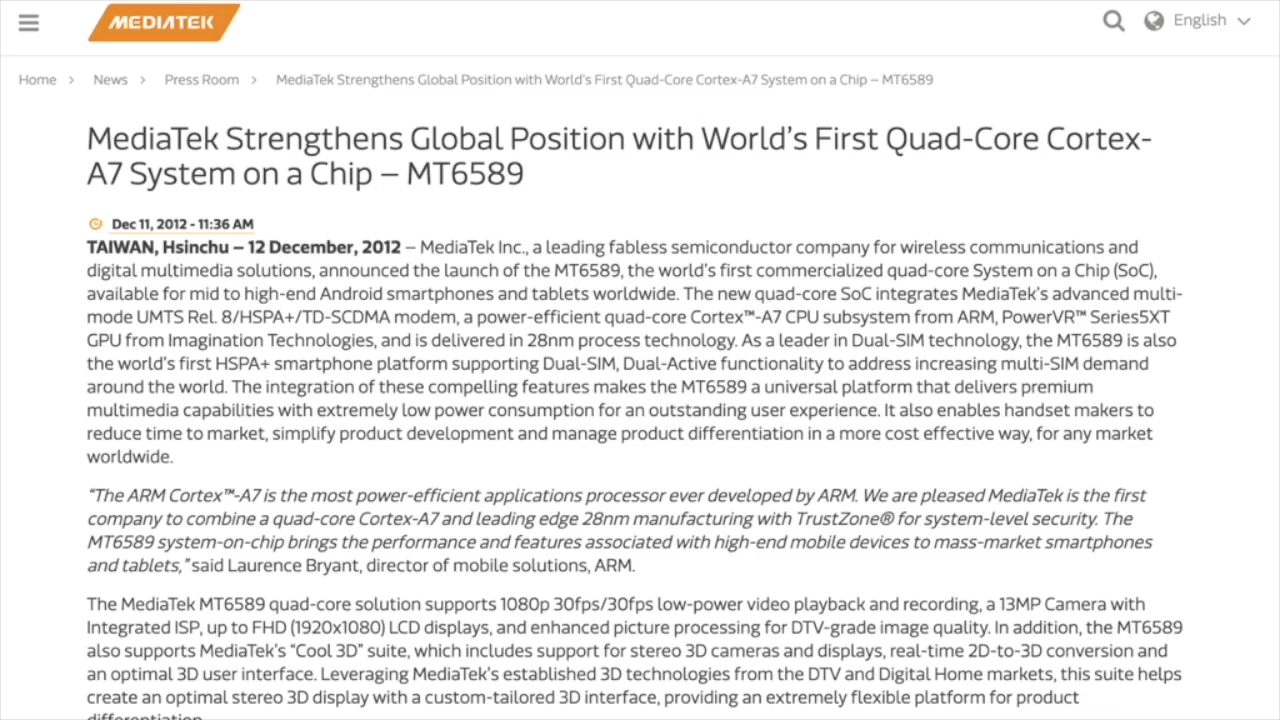 MEDIATEK
English
Home > News > Press Room > MediaTek Strengthens Global Position with World's First Quad-Core Cortex-A7 System on a Chip – MT6589
MediaTek Strengthens Global Position with World's First Quad-Core Cortex-
A7 System on a Chip – MT6589
Dec 11, 2012 - 11:36 AM
TAIWAN, Hsinchu – 12 December, 2012 – MediaTek Inc., a leading fabless semiconductor company for wireless communications and
digital multimedia solutions, announced the launch of the MT6589, the world's first commercialized quad-core System on a Chip (SoC),
available for mid to high-end Android smartphones and tablets worldwide. The new quad-core SoC integrates MediaTek's advanced multi-
mode UMTS Rel. 8/HSPA+/TD-SCDMA modem, a power-efficient quad-core Cortex™-A7 CPU subsystem from ARM, PowerVR™ Series5XT
GPU from Imagination Technologies, and is delivered in 28nm process technology. As a leader in Dual-SIM technology, the MT6589 is also
the world's first HSPA+ smartphone platform supporting Dual-SIM, Dual-Active functionality to address increasing multi-SIM demand
around the world. The integration of these compelling features makes the MT6589 a universal platform that delivers premium
multimedia capabilities with extremely low power consumption for an outstanding user experience. It also enables handset makers to
reduce time to market, simplify product development and manage product differentiation in a more cost effective way, for any market
worldwide.
"The ARM Cortex™-A7 is the most power-efficient applications processor ever developed by ARM. We are pleased MediaTek is the first
company to combine a quad-core Cortex-A7 and leading edge 28nm manufacturing with TrustZone® for system-level security. The
MT6589 system-on-chip brings the performance and features associated with high-end mobile devices to mass-market smartphones
and tablets," said Laurence Bryant, director of mobile solutions, ARM.
The MediaTek MT6589 quad-core solution supports 1080p 30fps/30fps low-power video playback and recording, a 13MP Camera with
Integrated ISP, up to FHD (1920x1080) LCD displays, and enhanced picture processing for DTV-grade image quality. In addition, the MT6589
also supports MediaTek's "Cool 3D" suite, which includes support for stereo 3D cameras and displays, real-time 2D-to-3D conversion and
an optimal 3D user interface. Leveraging MediaTek's established 3D technologies from the DTV and Digital Home markets, this suite helps
create an optimal stereo 3D display with a custom-tailored 3D interface, providing an extremely flexible platform for product
differentiation.